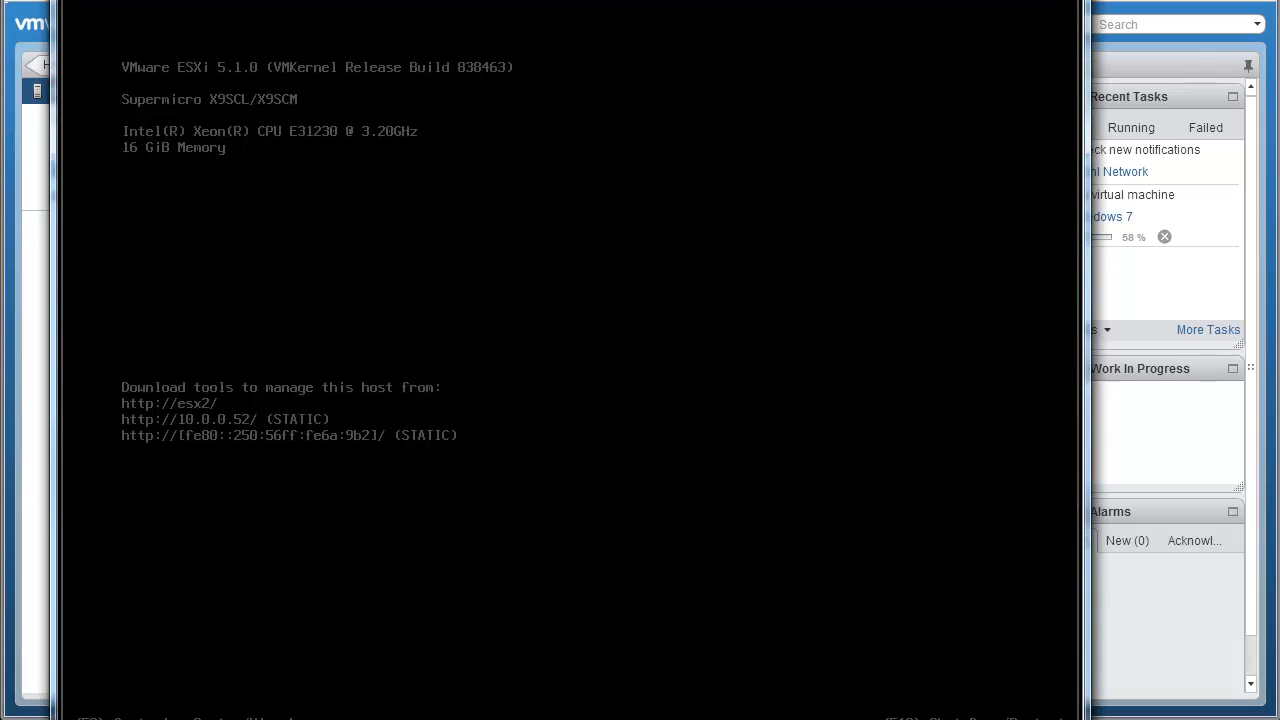 vm
Search
H
VMware ESXi 5.1.0 (VMKernel Release Build 838463)
Supermicro X9SCL/X9SCM
Intel(R) Xeon(R) CPU E31230 @ 3.20GHz
16 GiB Memory
Download tools to manage this host from:
http://esx2/
http://10.0.0.52/ (STATIC)
http://[fe80::250:56ff:fe6a:9b2]/ (STATIC)
Recent Tasks
Running Failed
ck new notifications
Network
virtual machine
dows 7
58 %
s More Tasks
Work In Progress
Alarms
New (0) Acknowl...